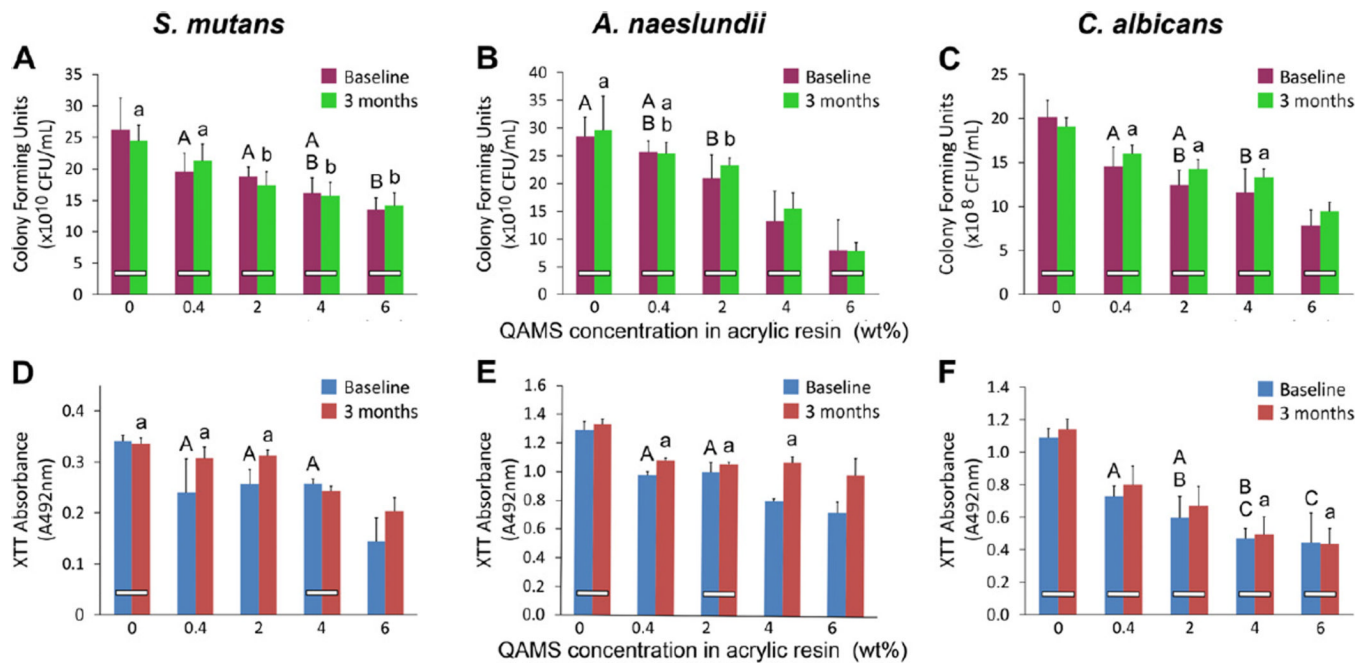 S. mutans
A. naeslundii
C. albicans
A
Colony Forming Units
(x10^10 CFU/mL)
35
30
25
20
15
10
5
0
Baseline
3 months
a
A a
A b
A
B b
B b
0 0.4 2 4 6
B
Colony Forming Units
(x10^10 CFU/mL)
40
35
30
25
20
15
10
5
0
Baseline
3 months
A a
A a
B b
B b
0 0.4 2 4 6
QAMS concentration in acrylic resin (wt%)
C
Colony Forming Units
(x10^8 CFU/mL)
25
20
15
10
5
0
Baseline
3 months
A a
A
B a
B a
0 0.4 2 4 6
D
XTT Absorbance
(A492nm)
0.4
0.3
0.2
0.1
0
Baseline
3 months
a
A a
A a
A
0 0.4 2 4 6
E
XTT Absorbance
(A492nm)
1.6
1.4
1.2
1.0
0.8
0.6
0.4
0.2
0.0
Baseline
3 months
A a
A a
a
0 0.4 2 4 6
QAMS concentration in acrylic resin (wt%)
F
XTT Absorbance
(A492nm)
1.4
1.2
1.0
0.8
0.6
0.4
0.2
0.0
Baseline
3 months
A
A
B
B
C a
C a
0 0.4 2 4 6